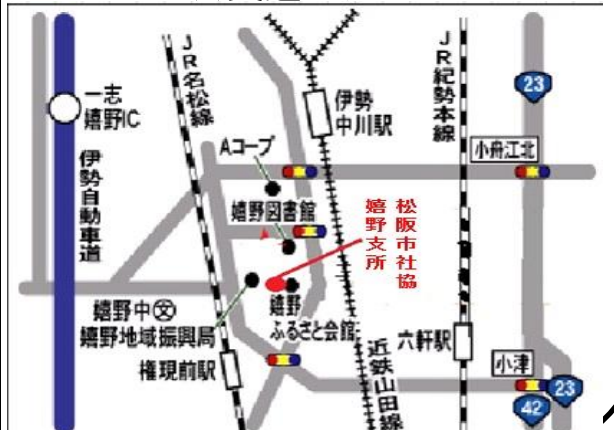 JR名松線
JR紀勢本線
23
一志
嬉野IC
伊勢
中川駅
Aコープ
小舟江北
伊勢自動車道
嬉野図書館
松阪市社協
嬉野支所
嬉野中文
嬉野地域振興局
嬉野
ふるさと会館
権現前駅
近鉄山田線
六軒駅
小津
23
42